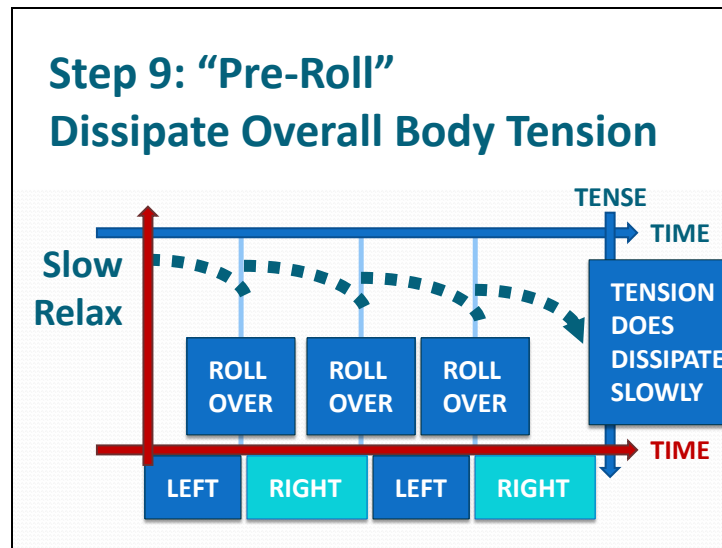 Step 9: “Pre-Roll”
Dissipate Overall Body Tension
TENSE
TIME
Slow
Relax
TENSION
DOES
DISSIPATE
SLOWLY
ROLL
OVER
ROLL
OVER
ROLL
OVER
TIME
LEFT
RIGHT
LEFT
RIGHT